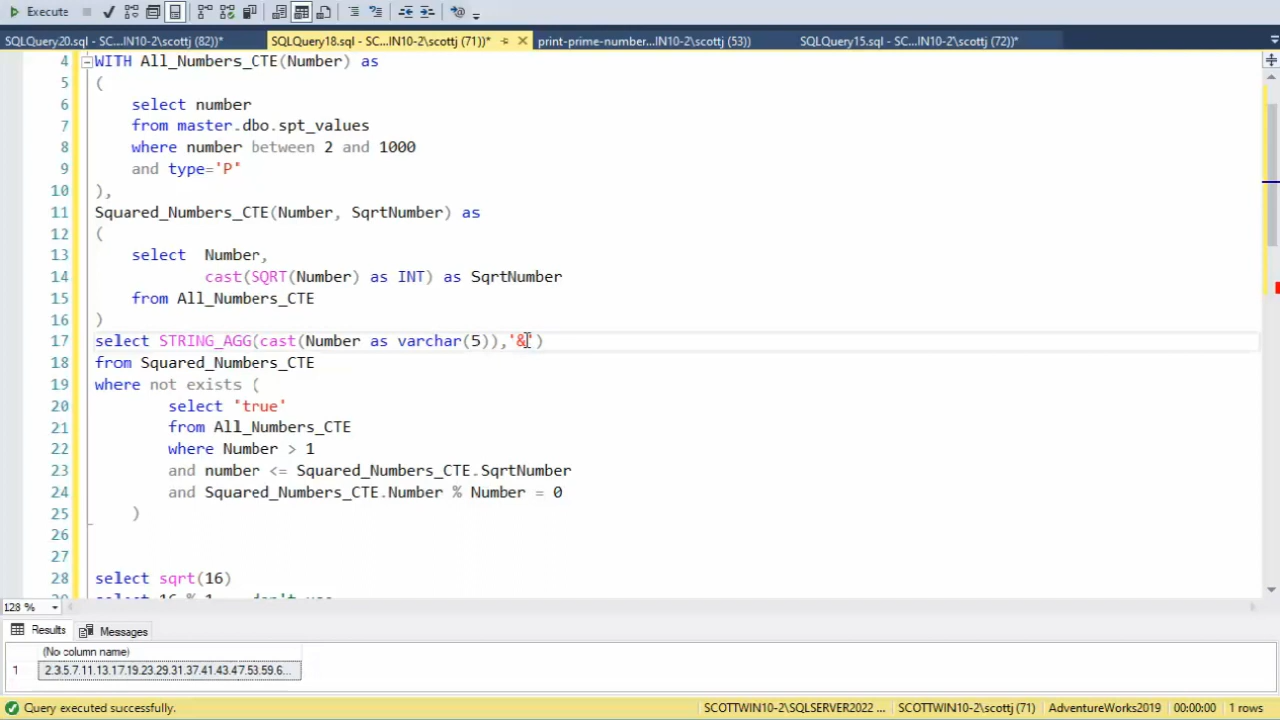 Execute
SQLQuery20.sql - SC...IN10-2\scottj (82))*
SQLQuery18.sql - SC...IN10-2\scottj (71))*
print-prime-number...IN10-2\scottj (53))
SQLQuery15.sql - SC...IN10-2\scottj (72))*
4 WITH All_Numbers_CTE(Number) as
5 (
6 select number
7 from master.dbo.spt_values
8 where number between 2 and 1000
9 and type='P'
10 ),
11 Squared_Numbers_CTE(Number, SqrtNumber) as
12 (
13 select Number,
14 cast(SQRT(Number) as INT) as SqrtNumber
15 from All_Numbers_CTE
16 )
17 select STRING_AGG(cast(Number as varchar(5)),'&')
18 from Squared_Numbers_CTE
19 where not exists (
20 select 'true'
21 from All_Numbers_CTE
22 where Number > 1
23 and number <= Squared_Numbers_CTE.SqrtNumber
24 and Squared_Numbers_CTE.Number % Number = 0
25 )
26
27
28 select sqrt(16)
128 %
Results Messages
(No column name)
1 2.3.5.7.11.13.17.19.23.29.31.37.41.43.47.53.59.6...
Query executed successfully. SCOTTWIN10-2\SQLSERVER2022 ... SCOTTWIN10-2\scottj (71) AdventureWorks2019 00:00:00 1 rows